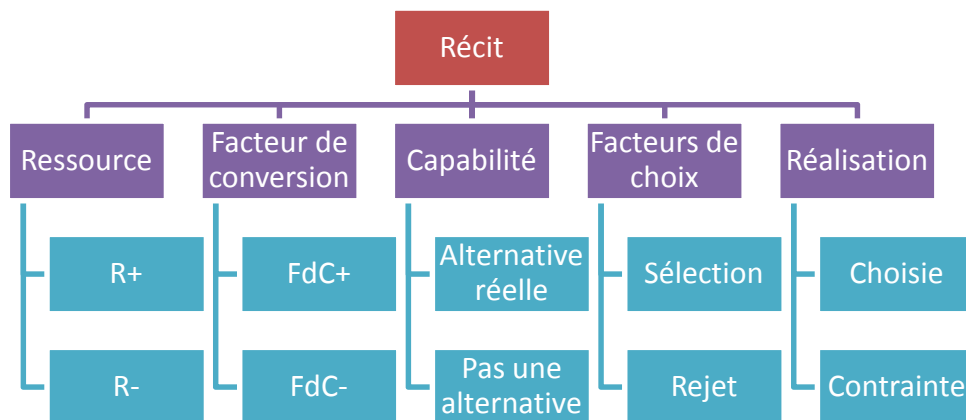 Récit
Ressource
Facteur de
conversion
Capabilité
Facteurs de
choix
Réalisation
R+
FdC+
Alternative
réelle
Sélection
Choisie
R-
FdC-
Pas une
alternative
Rejet
Contrainte